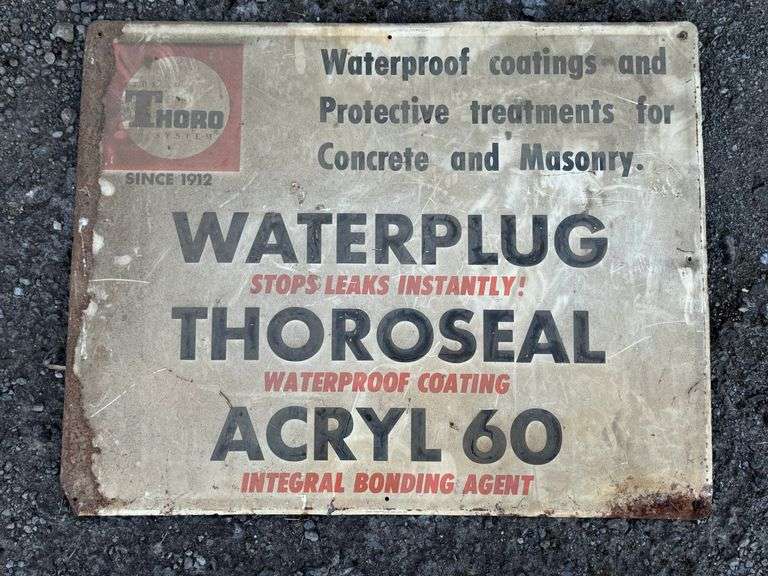 THORO
SYSTEM
SINCE 1912
Waterproof coatings and
Protective treatments for
Concrete and Masonry.
WATERPLUG
STOPS LEAKS INSTANTLY!
THOROSEAL
WATERPROOF COATING
ACRYL 60
INTEGRAL BONDING AGENT